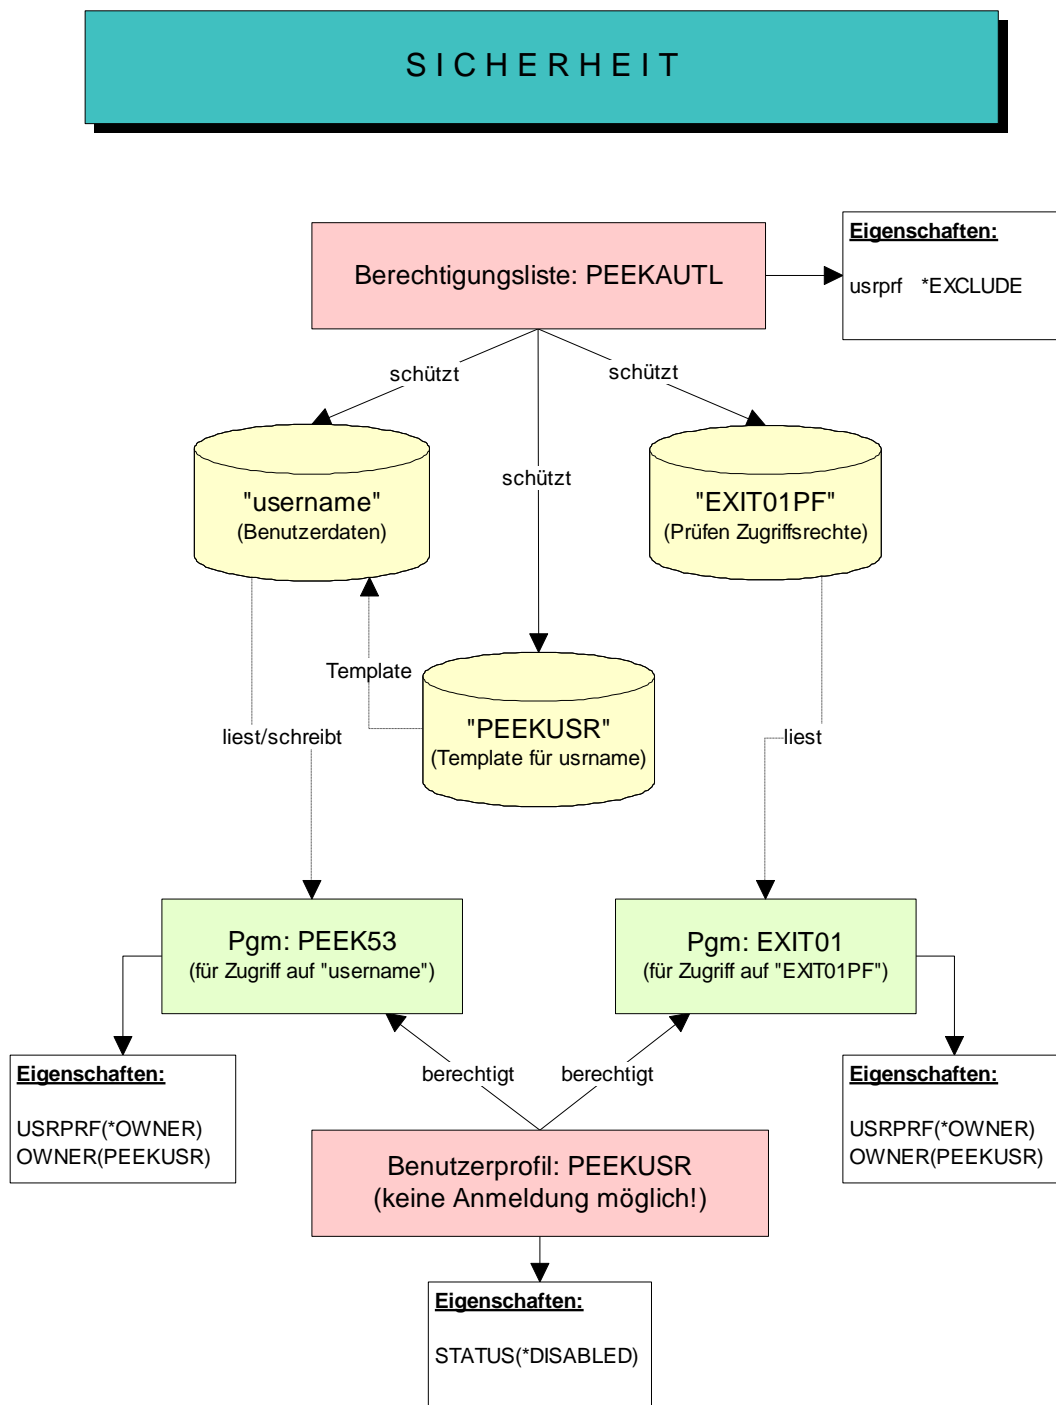 S I C H E R H E I T
Berechtigungsliste: PEEKAUTL
Eigenschaften:
usrprf *EXCLUDE
schützt
schützt
schützt
"username"
(Benutzerdaten)
"EXIT01PF"
(Prüfen Zugriffsrechte)
Template
"PEEKUSR"
(Template für usrname)
liest/schreibt
liest
Pgm: PEEK53
(für Zugriff auf "username")
Pgm: EXIT01
(für Zugriff auf "EXIT01PF")
berechtigt
berechtigt
Eigenschaften:
USRPRF(*OWNER)
OWNER(PEEKUSR)
Eigenschaften:
USRPRF(*OWNER)
OWNER(PEEKUSR)
Benutzerprofil: PEEKUSR
(keine Anmeldung möglich!)
Eigenschaften:
STATUS(*DISABLED)